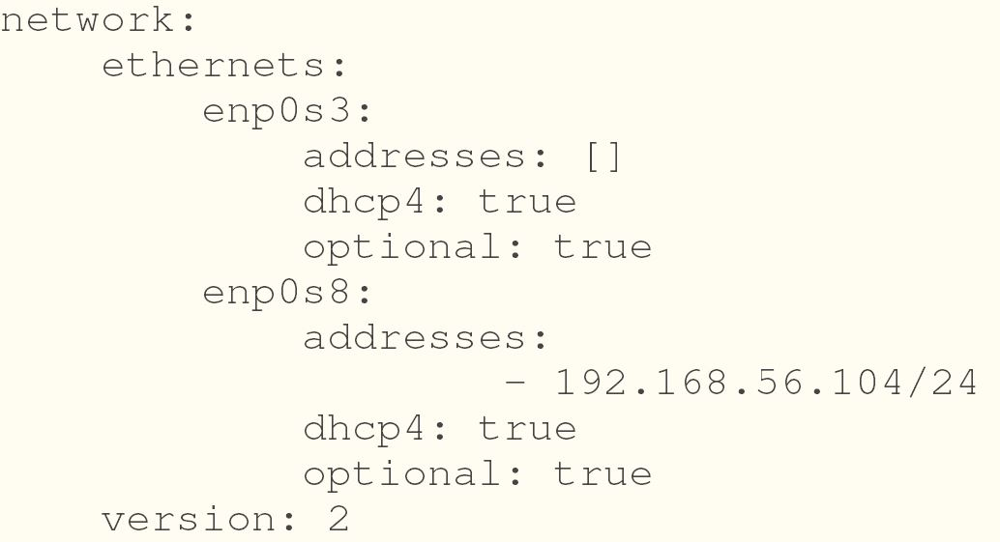 network:
    ethernets:
        enp0s3:
            addresses: []
            dhcp4: true
            optional: true
        enp0s8:
            addresses:
                    - 192.168.56.104/24
            dhcp4: true
            optional: true
    version: 2